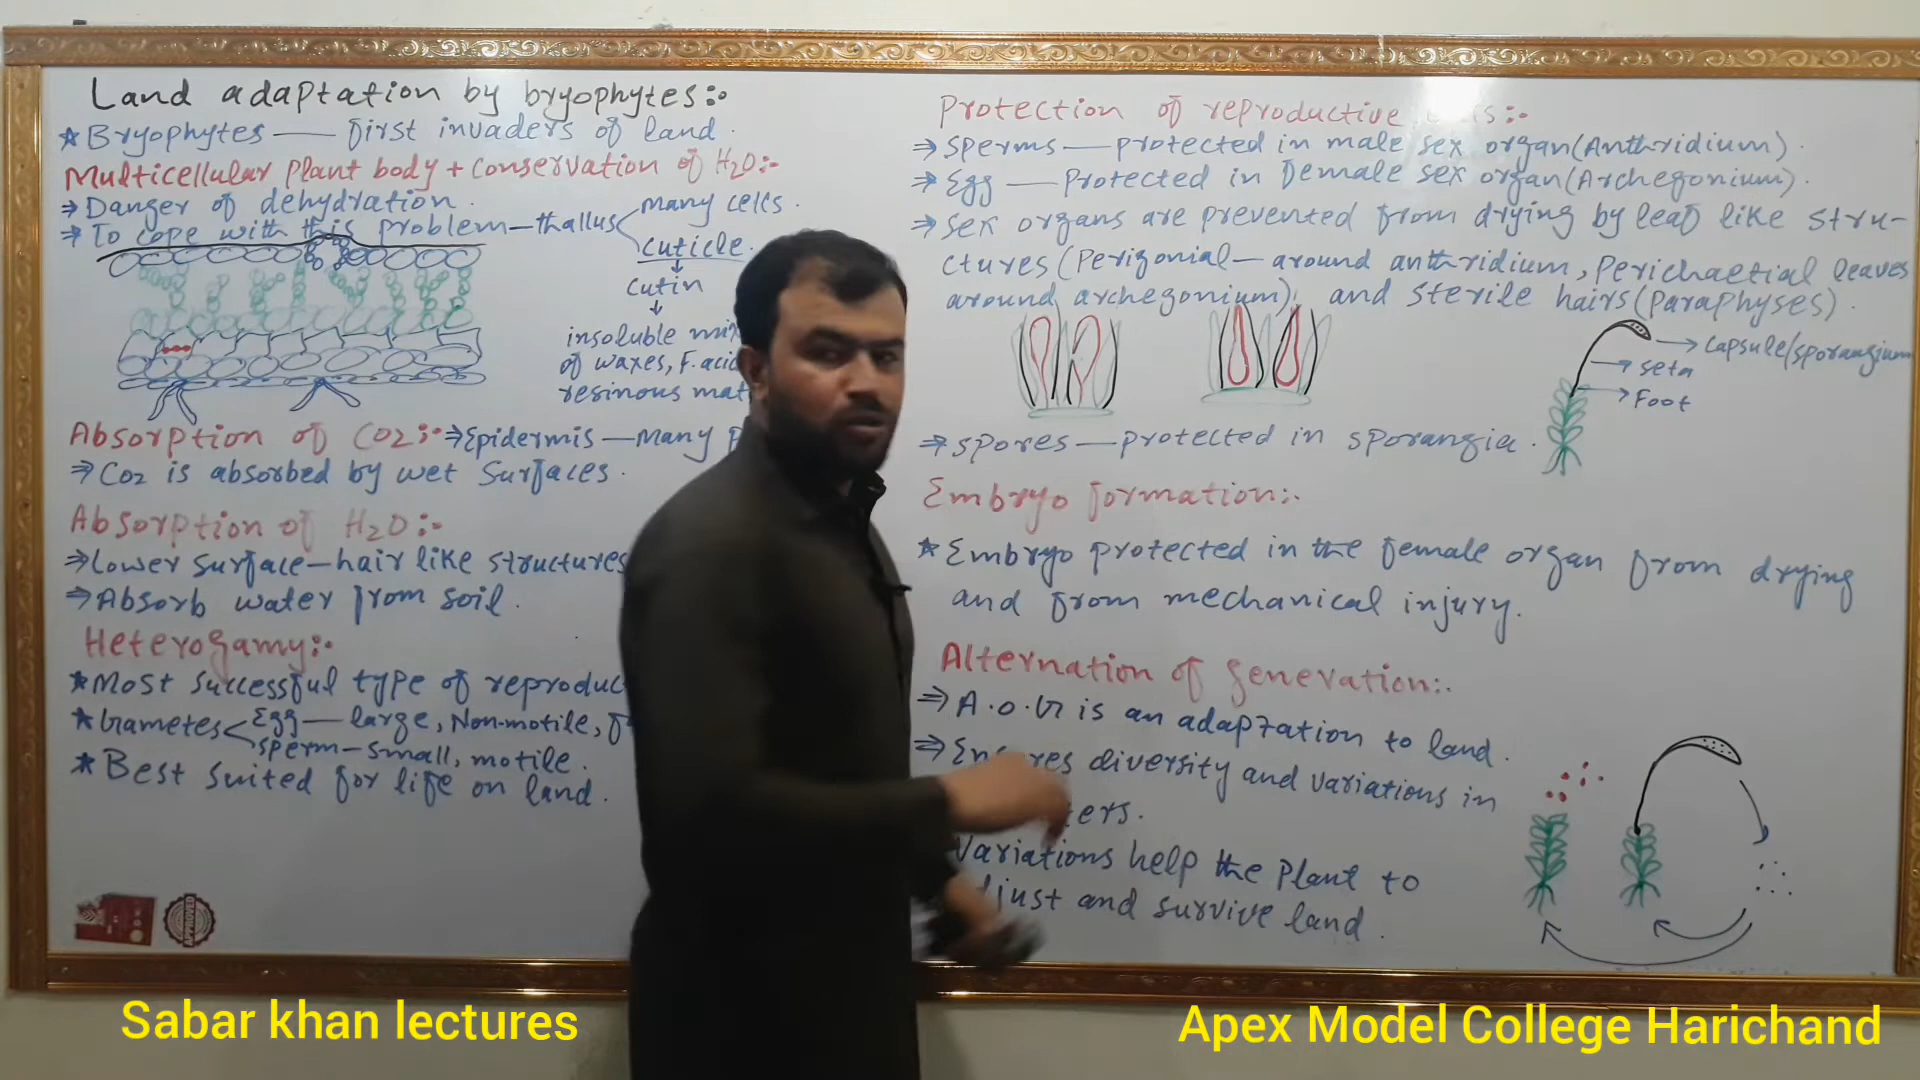 Land adaptation by bryophytes:-
★ Bryophytes — first invaders of land.
Multicellular Plant body + conservation of H2O:-
⇒ Danger of dehydration.
⇒ To cope with this problem — thallus
many cells.
cuticle.
cutin
insoluble mix
of waxes, F. acid
resinous mat
Absorption of CO2:- ⇒ Epidermis — Many P
⇒ CO2 is absorbed by wet surfaces.
Absorption of H2O:-
⇒ Lower surface — hair like structures
⇒ Absorb water from soil.
Heterogamy:-
★ Most successful type of reproduc
★ Gametes
Egg — large, Non-motile,
sperm — small, motile.
★ Best suited for life on land.
Protection of reproductive
⇒ sperms — protected in male sex organ (Anthridium).
⇒ Egg — Protected in Female sex organ (Archegonium).
⇒ sex organs are prevented from drying by leaf like stru-
ctures (Perigonial — around anthridium, Perichaetial leaves
around archegonium), and sterile hairs (Paraphyses).
capsule/sporangium
seta
Foot
⇒ spores — protected in sporangia.
Embryo formation:-
★ Embryo protected in the female organ from drying
and from mechanical injury.
Alternation of Generation:-
⇒ A.o.G is an adaptation to land.
⇒ diversity and variations in
ters.
Variations help the Plant to
just and survive land.
APPROVED
Sabar khan lectures
Apex Model College Harichand